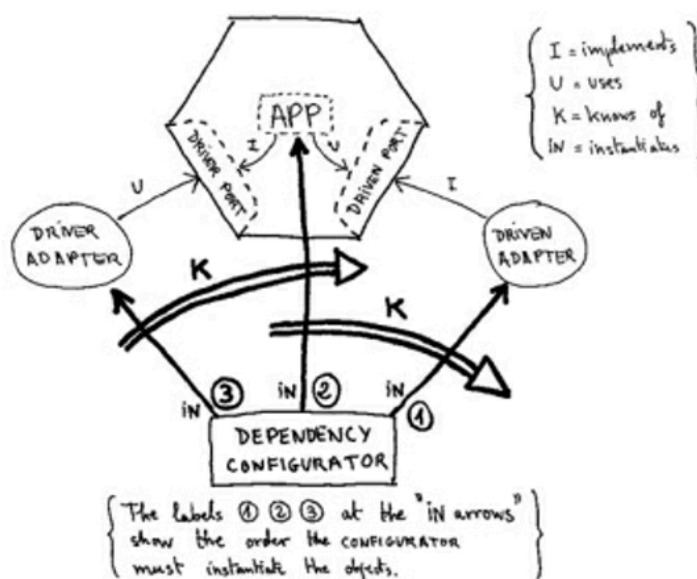 I = implements
U = uses
K = knows of
iN = instantiates
APP
I
U
DRIVER PORT
DRIVEN PORT
U
I
DRIVER
ADAPTER
DRIVEN
ADAPTER
K
K
iN
3
iN
2
iN
1
DEPENDENCY
CONFIGURATOR
The labels ① ② ③ at the "iN arrows"
show the order the CONFIGURATOR
must instantiate the objects.